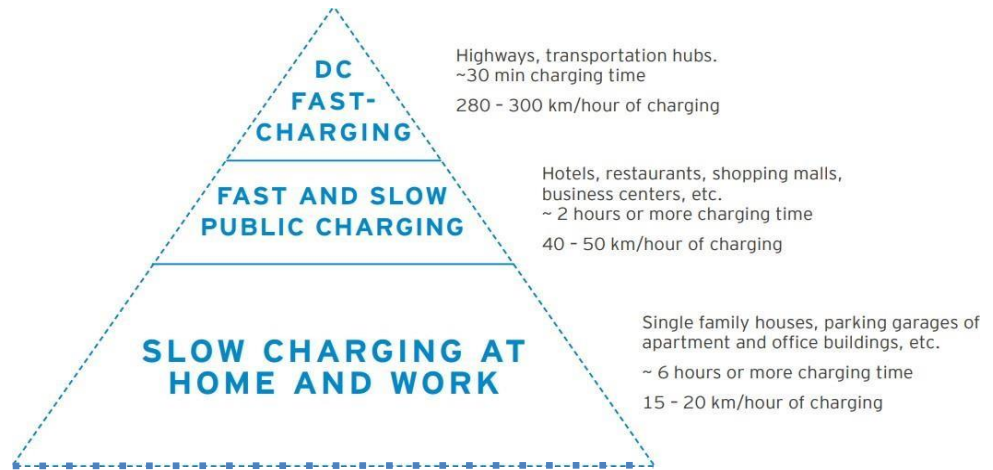 DC
FAST-
CHARGING
Highways, transportation hubs.
~30 min charging time
280 – 300 km/hour of charging
FAST AND SLOW
PUBLIC CHARGING
Hotels, restaurants, shopping malls,
business centers, etc.
~ 2 hours or more charging time
40 – 50 km/hour of charging
SLOW CHARGING AT
HOME AND WORK
Single family houses, parking garages of
apartment and office buildings, etc.
~ 6 hours or more charging time
15 – 20 km/hour of charging